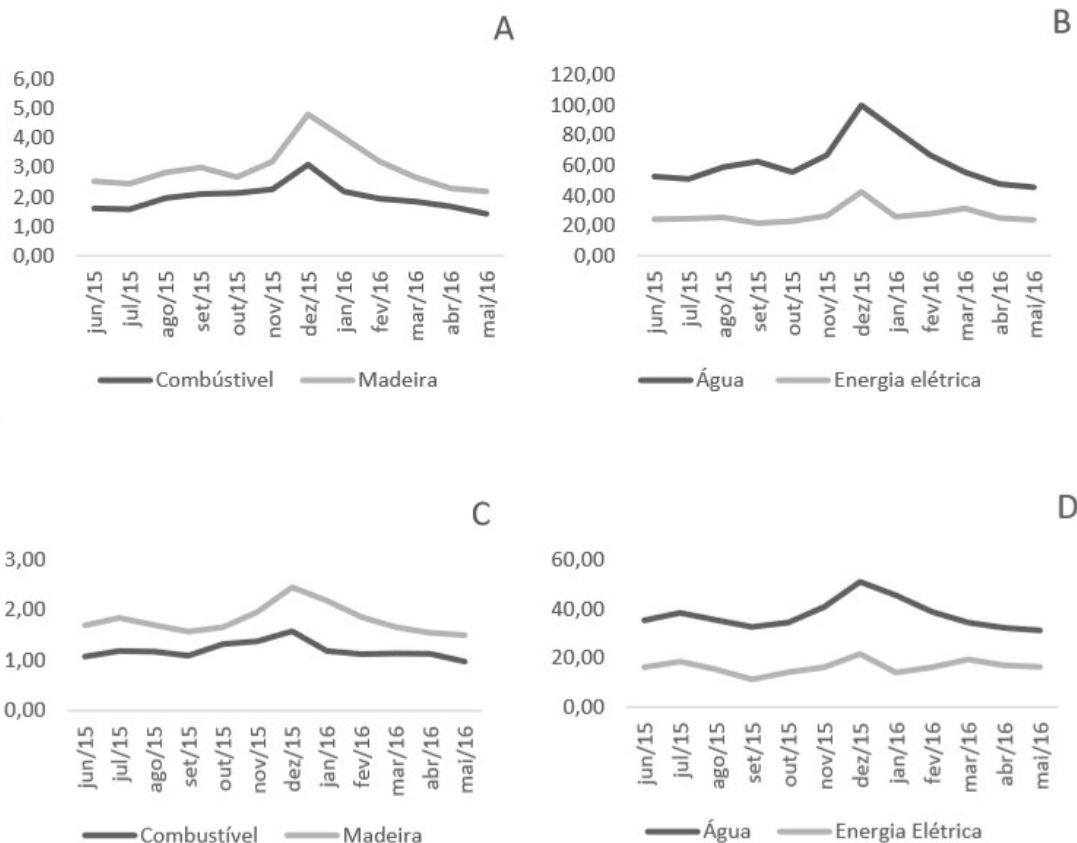 A
6,00
5,00
4,00
3,00
2,00
1,00
0,00
jun/15
jul/15
ago/15
set/15
out/15
nov/15
dez/15
jan/16
fev/16
mar/16
abr/16
mai/16
Combústivel Madeira
B
120,00
100,00
80,00
60,00
40,00
20,00
0,00
jun/15
jul/15
ago/15
set/15
out/15
nov/15
dez/15
jan/16
fev/16
mar/16
abr/16
mai/16
Água Energia elétrica
C
3,00
2,00
1,00
0,00
jun/15
jul/15
ago/15
set/15
out/15
nov/15
dez/15
jan/16
fev/16
mar/16
abr/16
mai/16
Combustível Madeira
D
60,00
40,00
20,00
0,00
jun/15
jul/15
ago/15
set/15
out/15
nov/15
dez/15
jan/16
fev/16
mar/16
abr/16
mai/16
Água Energia Elétrica